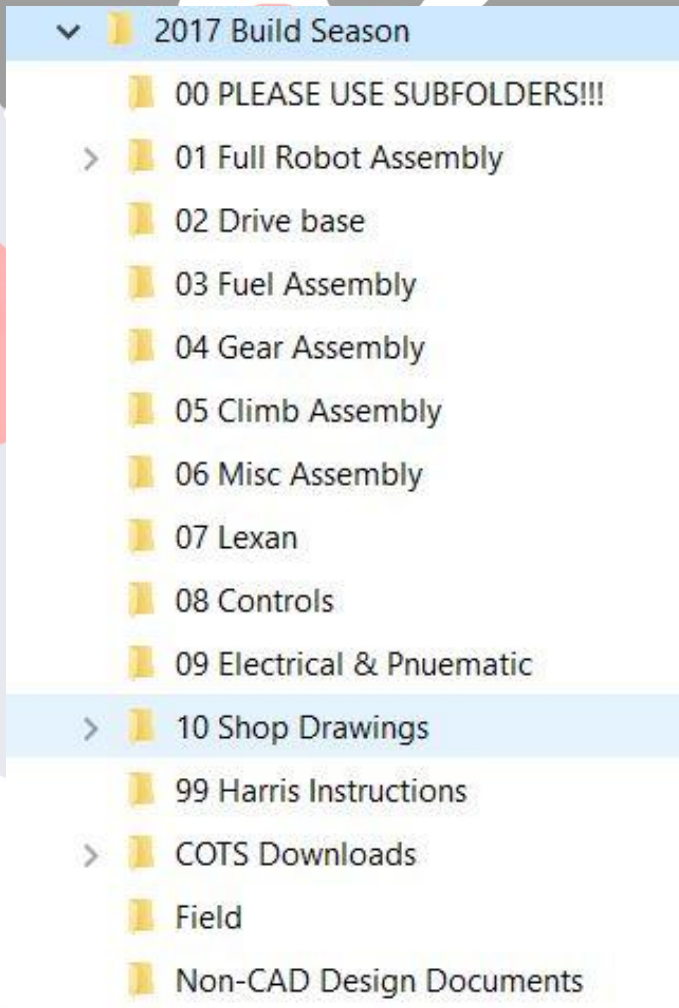 2017 Build Season
00 PLEASE USE SUBFOLDERS!!!
01 Full Robot Assembly
02 Drive base
03 Fuel Assembly
04 Gear Assembly
05 Climb Assembly
06 Misc Assembly
07 Lexan
08 Controls
09 Electrical & Pnuematic
10 Shop Drawings
99 Harris Instructions
COTS Downloads
Field
Non-CAD Design Documents